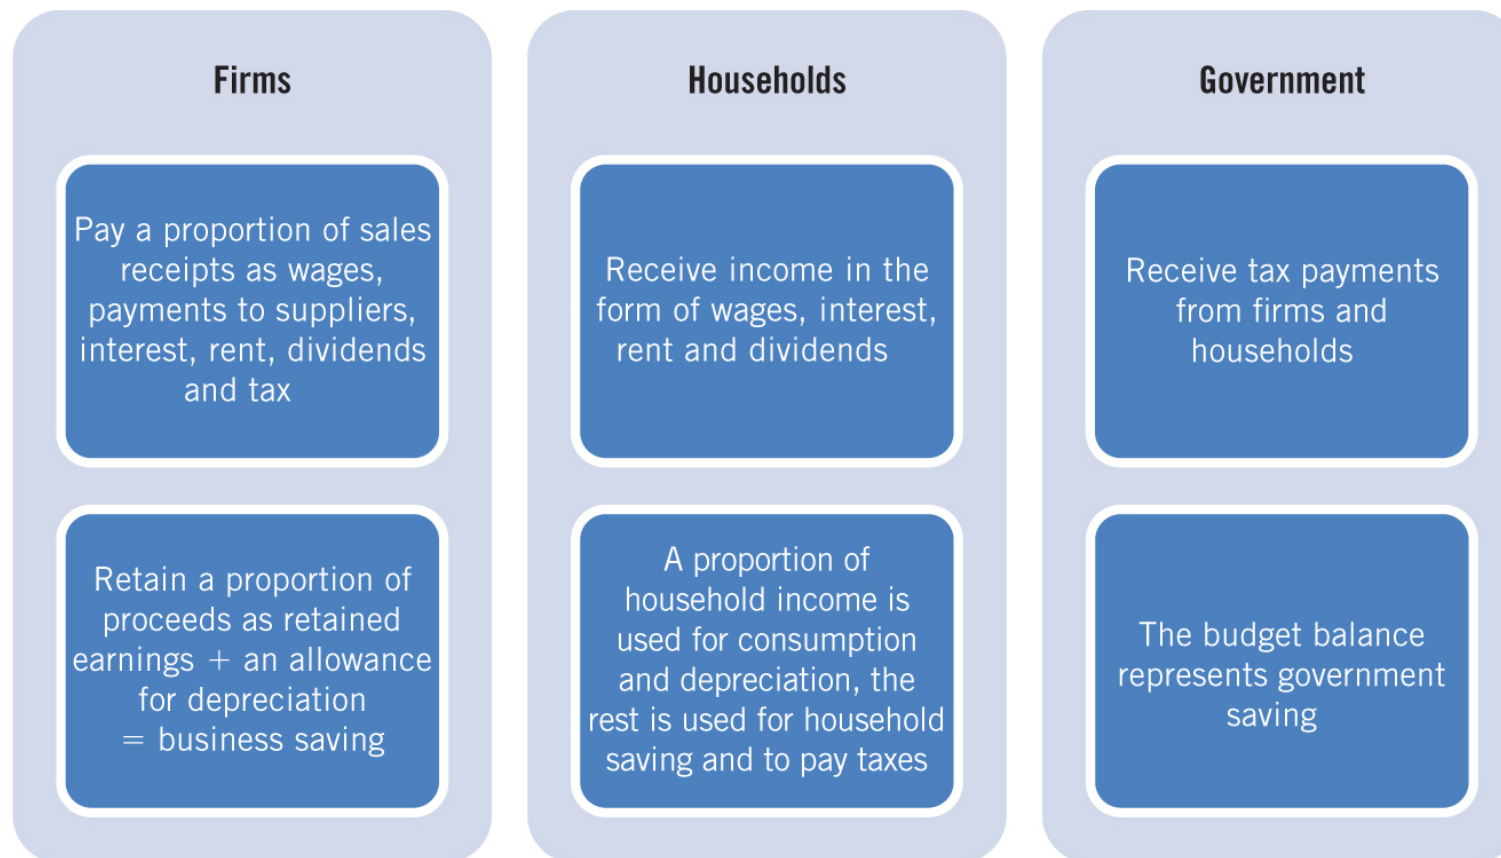 Firms
Pay a proportion of sales
receipts as wages,
payments to suppliers,
interest, rent, dividends
and tax
Retain a proportion of
proceeds as retained
earnings + an allowance
for depreciation
= business saving
Households
Receive income in the
form of wages, interest,
rent and dividends
A proportion of
household income is
used for consumption
and depreciation, the
rest is used for household
saving and to pay taxes
Government
Receive tax payments
from firms and
households
The budget balance
represents government
saving